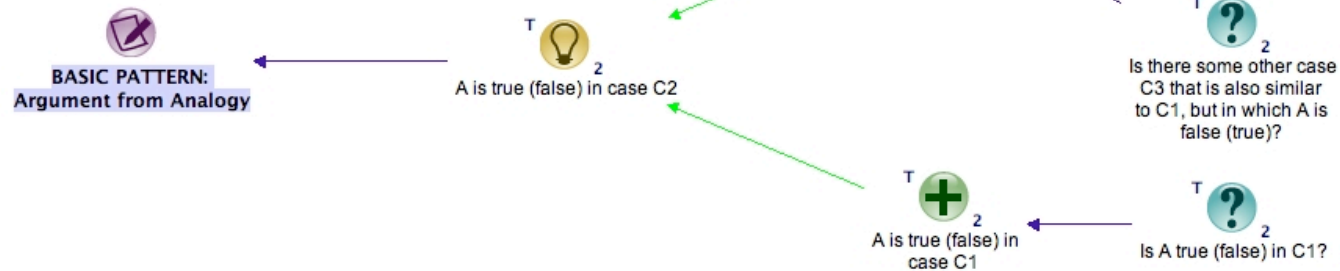 BASIC PATTERN:
Argument from Analogy
T
2
A is true (false) in case C2
T
2
Is there some other case
C3 that is also similar
to C1, but in which A is
false (true)?
T
2
A is true (false) in
case C1
T
2
Is A true (false) in C1?